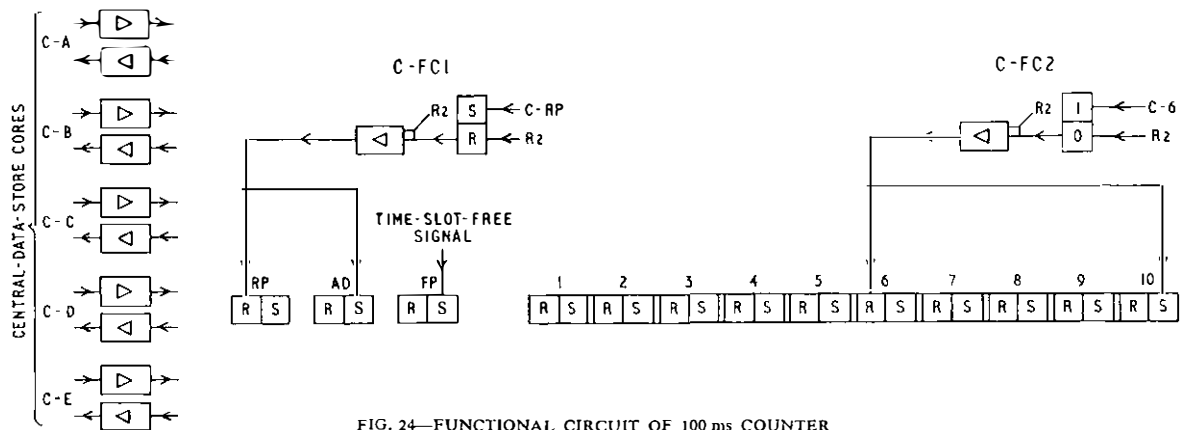 CENTRAL-DATA-STORE CORES
C-A
C-B
C-C
C-D
C-E
C-FC1
R2
S
C-RP
R
R2
TIME-SLOT-FREE
SIGNAL
RP
AD
FP
R S
R S
R S
C-FC2
R2
1
C-6
0
R2
1 2 3 4 5 6 7 8 9 10
R S R S R S R S R S R S R S R S R S R S
FIG. 24—FUNCTIONAL CIRCUIT OF 100 ms COUNTER